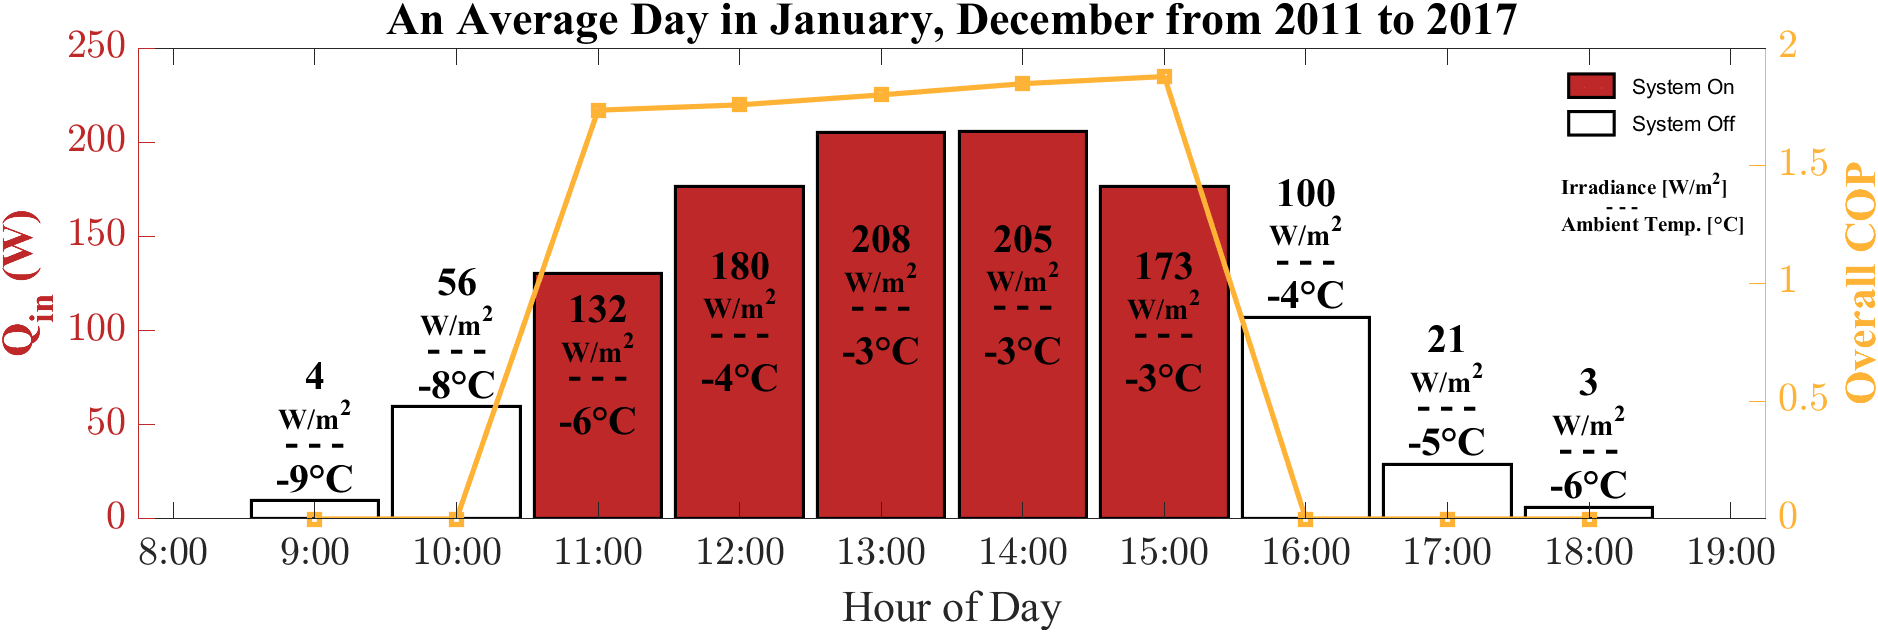 An Average Day in January, December from 2011 to 2017
Q_in (W)
250
200
150
100
50
0
Overall COP
2
1.5
1
0.5
0
System On
System Off
Irradiance [W/m²]
---
Ambient Temp. [°C]
4
W/m²
---
-9°C
56
W/m²
---
-8°C
132
W/m²
---
-6°C
180
W/m²
---
-4°C
208
W/m²
---
-3°C
205
W/m²
---
-3°C
173
W/m²
---
-3°C
100
W/m²
---
-4°C
21
W/m²
---
-5°C
3
W/m²
---
-6°C
8:00 9:00 10:00 11:00 12:00 13:00 14:00 15:00 16:00 17:00 18:00 19:00
Hour of Day